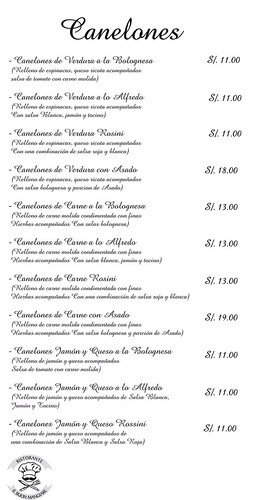 Canelones
- Canelones de Verdura a la Bolognesa S/. 11.00
(Relleno de espinacas, queso ricota acompañados
salsa de tomate con carne molida)
- Canelones de Verdura a lo Alfredo S/. 11.00
(Relleno de espinacas, queso ricota acompañados
Con salsa Blanca, jamón y tocino)
- Canelones de Verdura Rosini S/. 11.00
(Relleno de espinacas, queso ricota acompañados
Con una combinación de salsa roja y blanca)
- Canelones de Verdura con Asado S/. 18.00
(Relleno de espinacas, queso ricota acompañados
Con salsa bolognesa y porcion de Asado)
- Canelones de Carne a la Bolognesa S/. 13.00
(Relleno de carne molida condimentada con finas
Hierbas acompañados Con salsa bolognesa)
- Canelones de Carne a lo Alfredo S/. 13.00
(Relleno de carne molida condimentada con finas
Hierbas acompañados Con salsa blanca, jamón y tocino)
- Canelones de Carne Rosini S/. 13.00
(Relleno de carne molida condimentada con finas
Hierbas acompañados Con una combinación de salsa roja y blanca)
- Canelones de Carne con Asado S/. 19.00
(Relleno de carne molida condimentada con finas
Hierbas acompañados Con salsa bolognesa y porción de Asado)
- Canelones Jamón y Queso a la Bolognesa S/. 11.00
(Relleno de jamón y queso acompañados
Salsa de tomate con carne molida)
- Canelones Jamón y Queso a lo Alfredo S/. 11.00
(Relleno de jamón y queso acompañados de Salsa Blanca,
Jamón y Tocino)
- Canelones Jamón y Queso Rossini S/. 11.00
(Relleno de jamón y queso acompañados de
una combinación de Salsa Blanca y Salsa Roja)
RISTORANTE
IL BUON MANGIARE